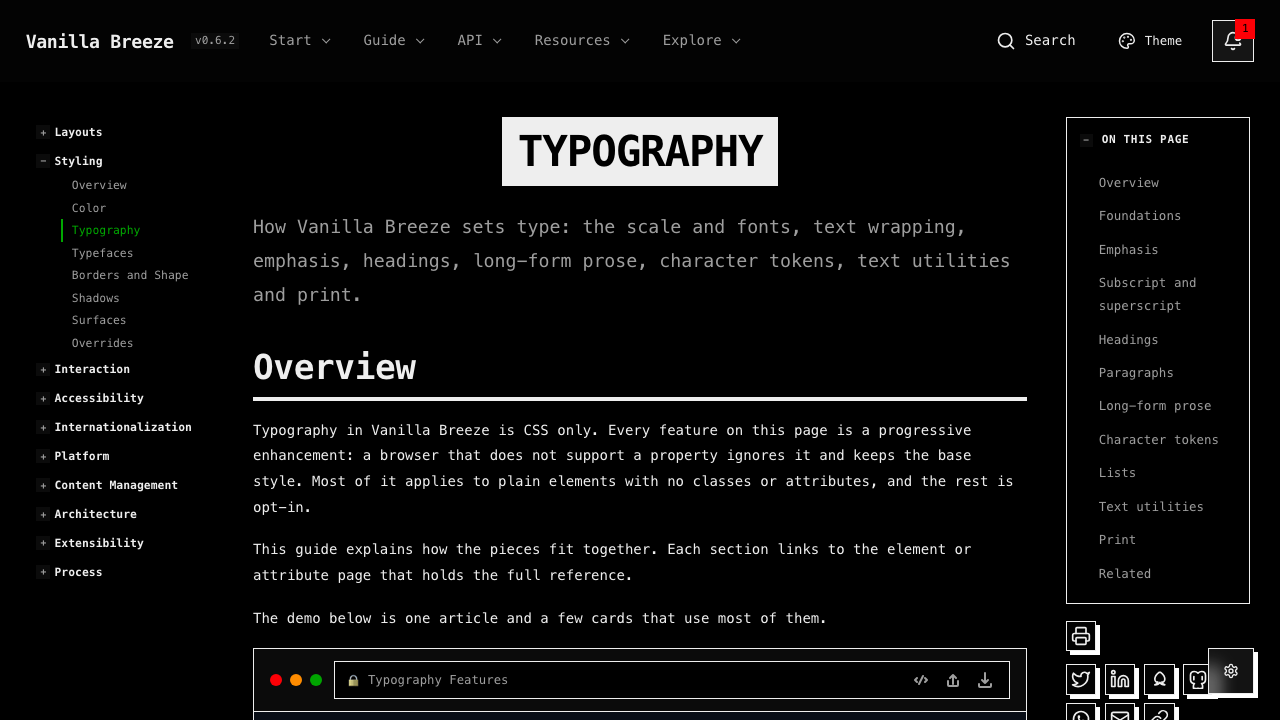 Vanilla Breeze v0.6.2 Start Guide API Resources Explore Search Theme 1
+ Layouts
− Styling
Overview
Color
Typography
Typefaces
Borders and Shape
Shadows
Surfaces
Overrides
+ Interaction
+ Accessibility
+ Internationalization
+ Platform
+ Content Management
+ Architecture
+ Extensibility
+ Process
TYPOGRAPHY
How Vanilla Breeze sets type: the scale and fonts, text wrapping,
emphasis, headings, long-form prose, character tokens, text utilities
and print.
Overview
Typography in Vanilla Breeze is CSS only. Every feature on this page is a progressive
enhancement: a browser that does not support a property ignores it and keeps the base
style. Most of it applies to plain elements with no classes or attributes, and the rest is
opt-in.
This guide explains how the pieces fit together. Each section links to the element or
attribute page that holds the full reference.
The demo below is one article and a few cards that use most of them.
Typography Features
− ON THIS PAGE
Overview
Foundations
Emphasis
Subscript and
superscript
Headings
Paragraphs
Long-form prose
Character tokens
Lists
Text utilities
Print
Related